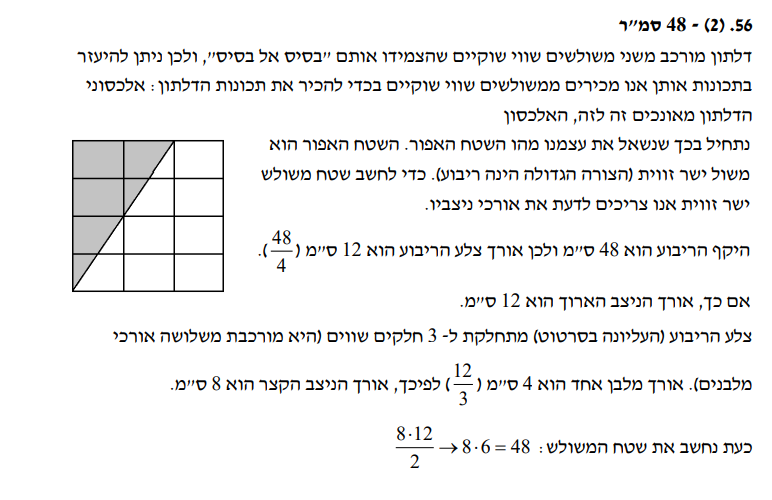 56. (2) - 48 סמ״ר
דלתון מורכב משני משולשים שווי שוקיים שהצמידו אותם ״בסיס אל בסיס״, ולכן ניתן להיעזר
בתכונות אותן אנו מכירים ממשולשים שווי שוקיים בכדי להכיר את תכונות הדלתון: אלכסוני
הדלתון מאונכים זה לזה, האלכסון
נתחיל בכך שנשאל את עצמנו מהו השטח האפור. השטח האפור הוא
משול ישר זווית (הצורה הגדולה הינה ריבוע). כדי לחשב שטח משולש
ישר זווית אנו צריכים לדעת את אורכי ניצביו.
היקף הריבוע הוא 48 ס״מ ולכן אורך צלע הריבוע הוא 12 ס״מ (48/4).
אם כך, אורך הניצב הארוך הוא 12 ס״מ.
צלע הריבוע (העליונה בסרטוט) מתחלקת ל- 3 חלקים שווים (היא מורכבת משלושה אורכי
מלבנים). אורך מלבן אחד הוא 4 ס״מ (12/3) לפיכך, אורך הניצב הקצר הוא 8 ס״מ.
כעת נחשב את שטח המשולש: 8·12/2 → 8·6 = 48